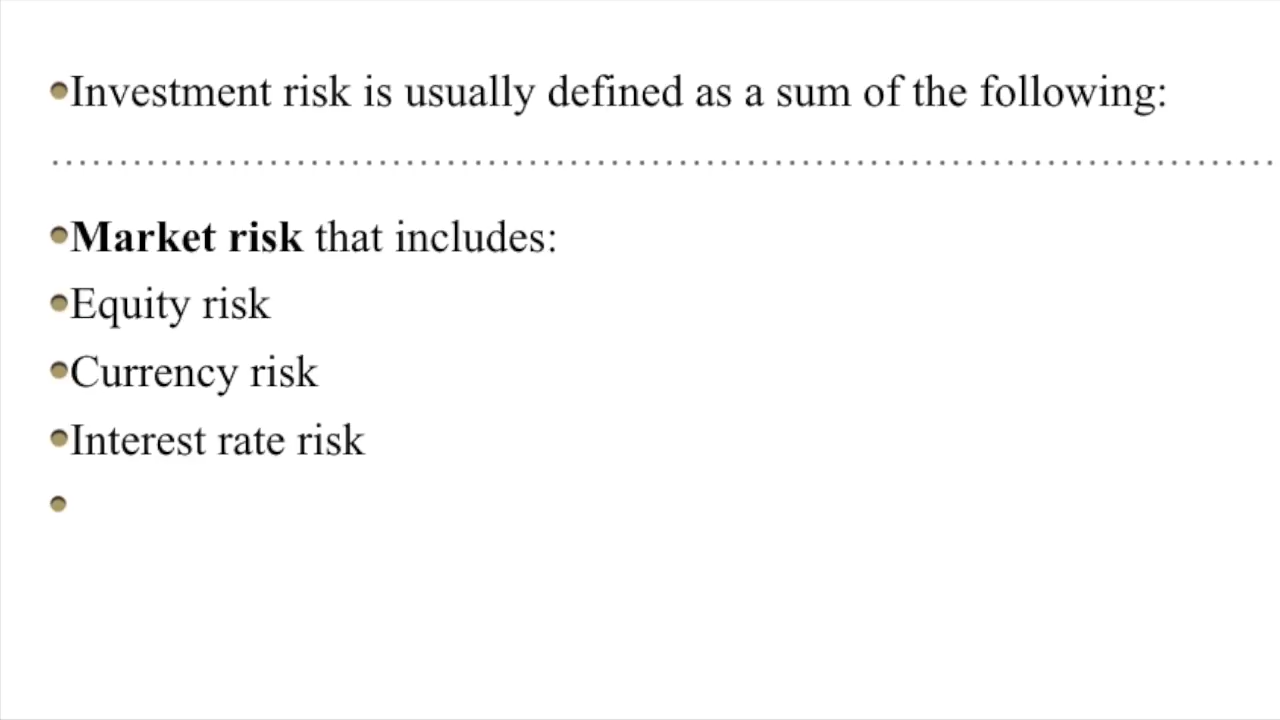 •Investment risk is usually defined as a sum of the following:
•Market risk that includes:
•Equity risk
•Currency risk
•Interest rate risk
•